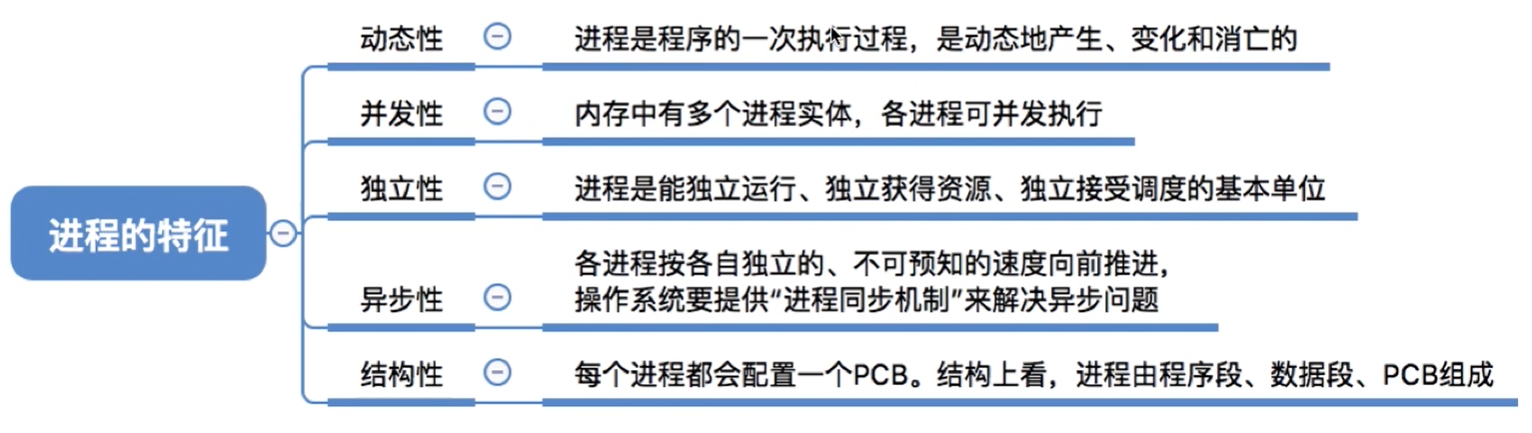 进程的特征
动态性
进程是程序的一次执行过程，是动态地产生、变化和消亡的
并发性
内存中有多个进程实体，各进程可并发执行
独立性
进程是能独立运行、独立获得资源、独立接受调度的基本单位
异步性
各进程按各自独立的、不可预知的速度向前推进，
操作系统要提供“进程同步机制”来解决异步问题
结构性
每个进程都会配置一个PCB。结构上看，进程由程序段、数据段、PCB组成